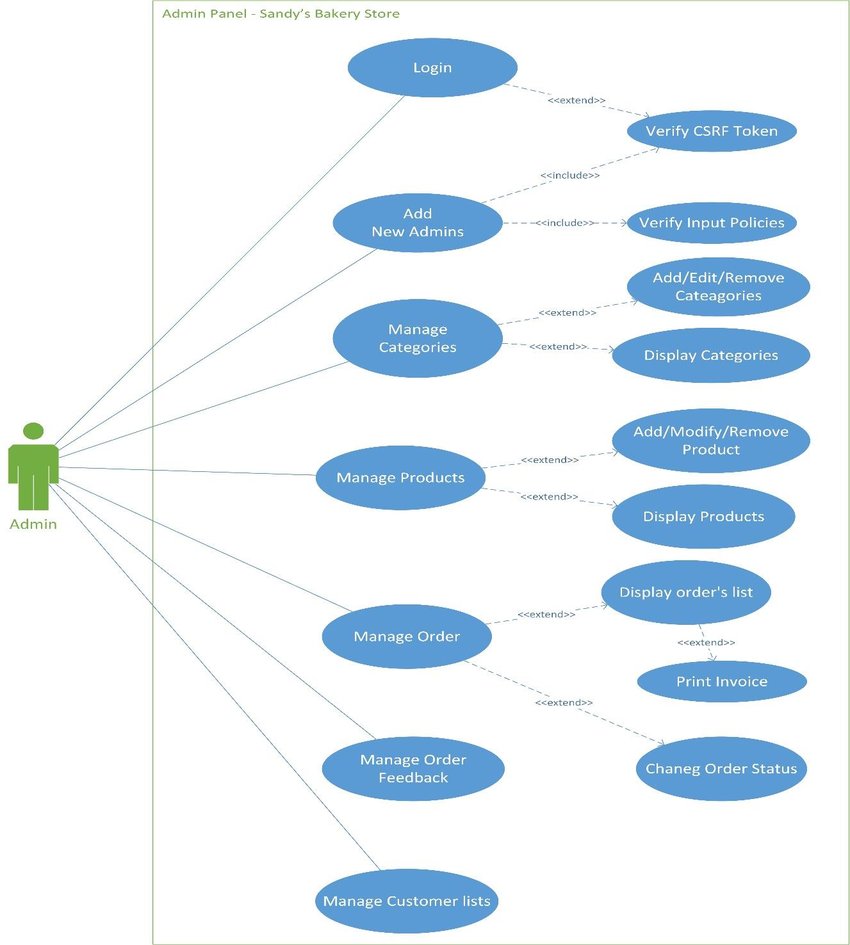 Admin Panel - Sandy's Bakery Store
Login
<<extend>>
Verify CSRF Token
<<include>>
Add
New Admins
<<include>>
Verify Input Policies
Add/Edit/Remove
Cateagories
<<extend>>
Manage
Categories
<<extend>>
Display Categories
Add/Modify/Remove
Product
<<extend>>
Manage Products
<<extend>>
Display Products
Admin
Display order's list
<<extend>>
Manage Order
<<extend>>
Print Invoice
<<extend>>
Manage Order
Feedback
Chaneg Order Status
Manage Customer lists